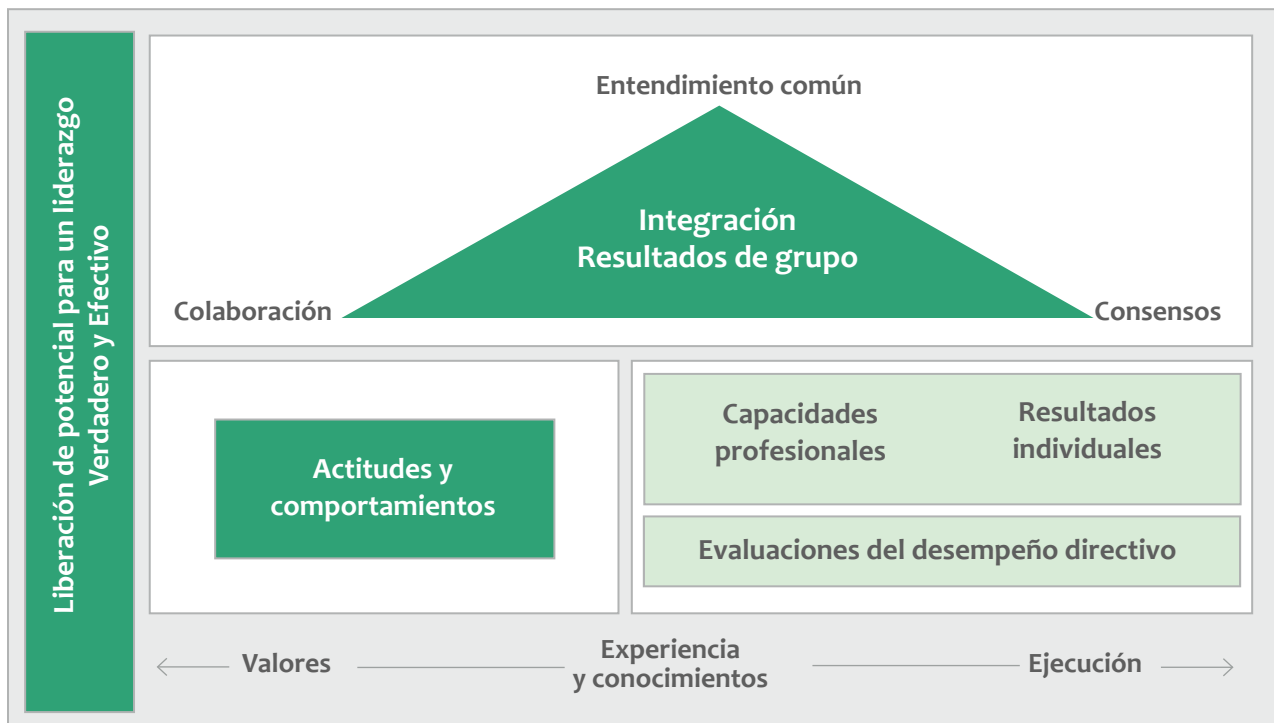 Liberación de potencial para un liderazgo
Verdadero y Efectivo
Entendimiento común
Integración
Resultados de grupo
Colaboración
Consensos
Actitudes y
comportamientos
Capacidades
profesionales
Resultados
individuales
Evaluaciones del desempeño directivo
Valores
Experiencia
y conocimientos
Ejecución